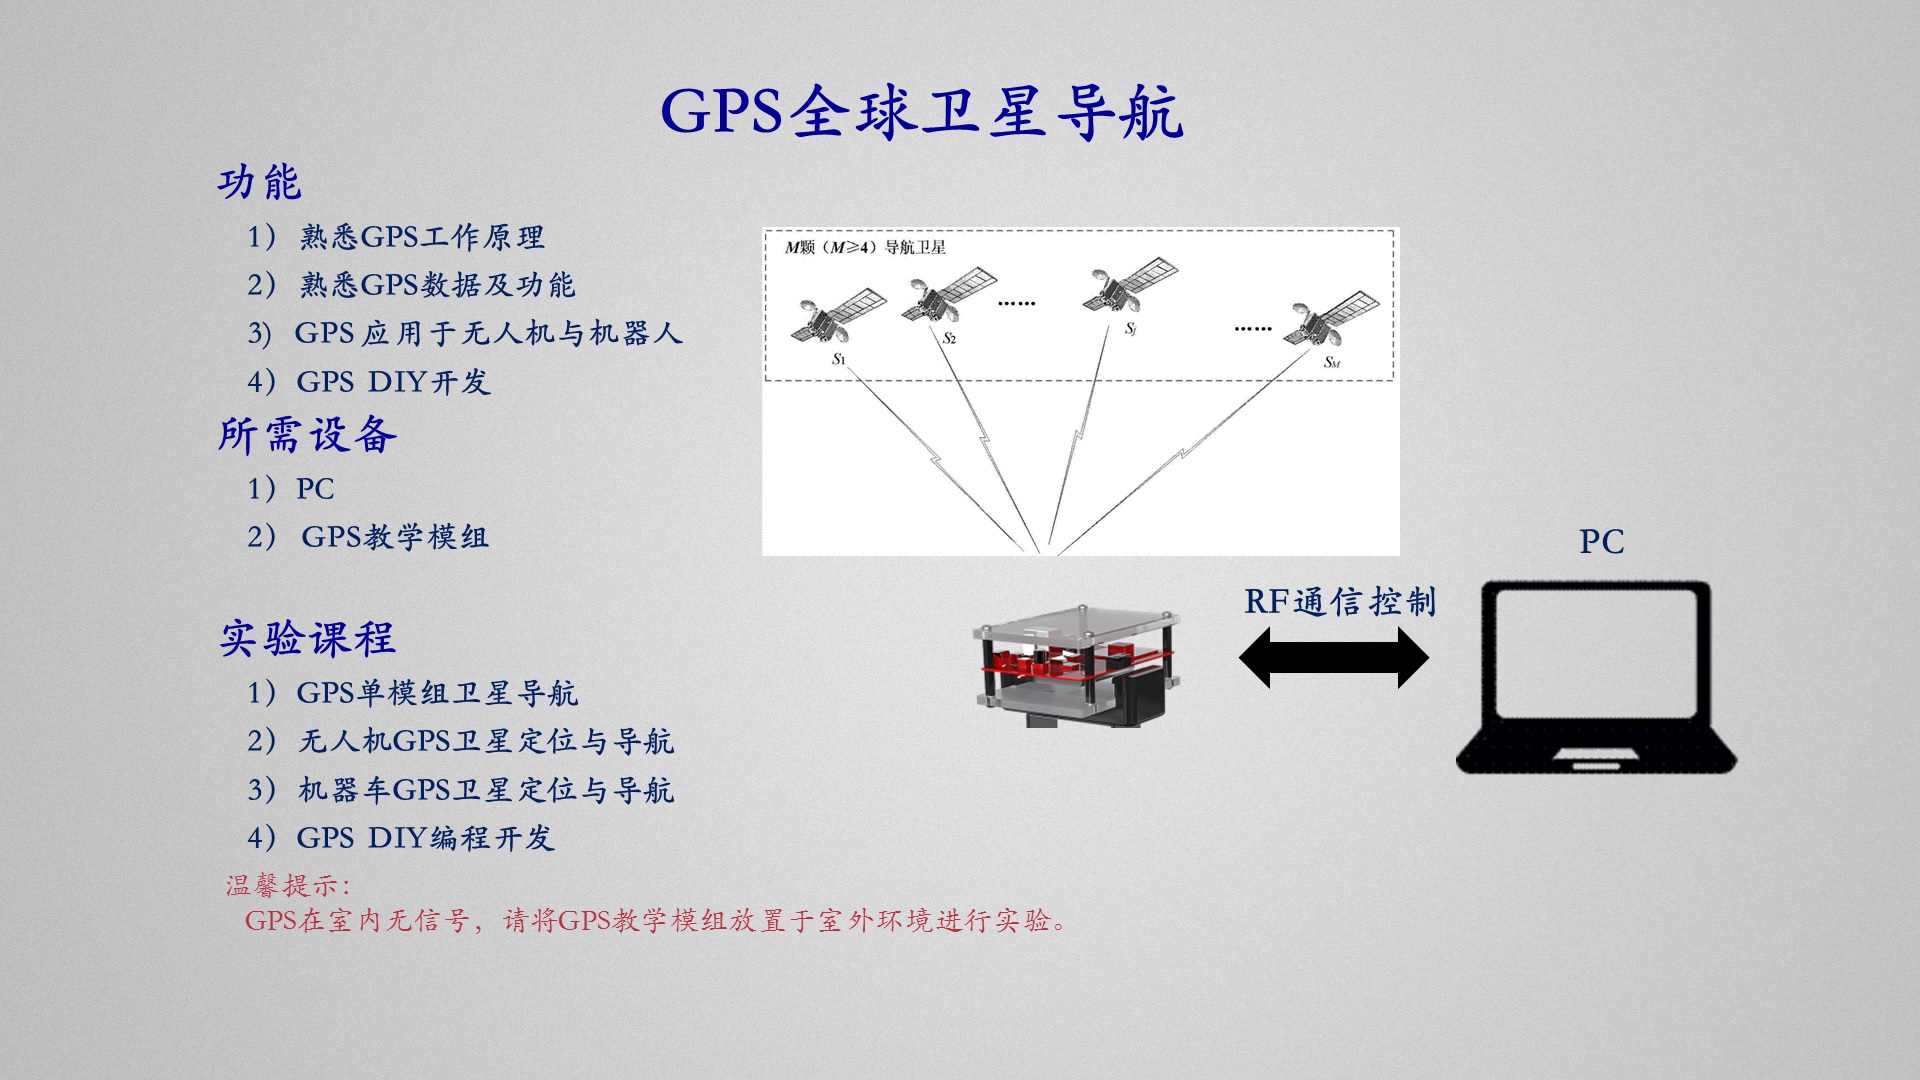 GPS全球卫星导航
功能
1） 熟悉GPS工作原理
2） 熟悉GPS数据及功能
3） GPS 应用于无人机与机器人
4） GPS DIY开发
所需设备
1） PC
2） GPS教学模组
实验课程
1） GPS单模组卫星导航
2） 无人机GPS卫星定位与导航
3） 机器车GPS卫星定位与导航
4） GPS DIY编程开发
温馨提示：
GPS在室内无信号，请将GPS教学模组放置于室外环境进行实验。
M颗（M≥4）导航卫星
S1
S2
……
Sj
……
SM
RF通信控制
PC